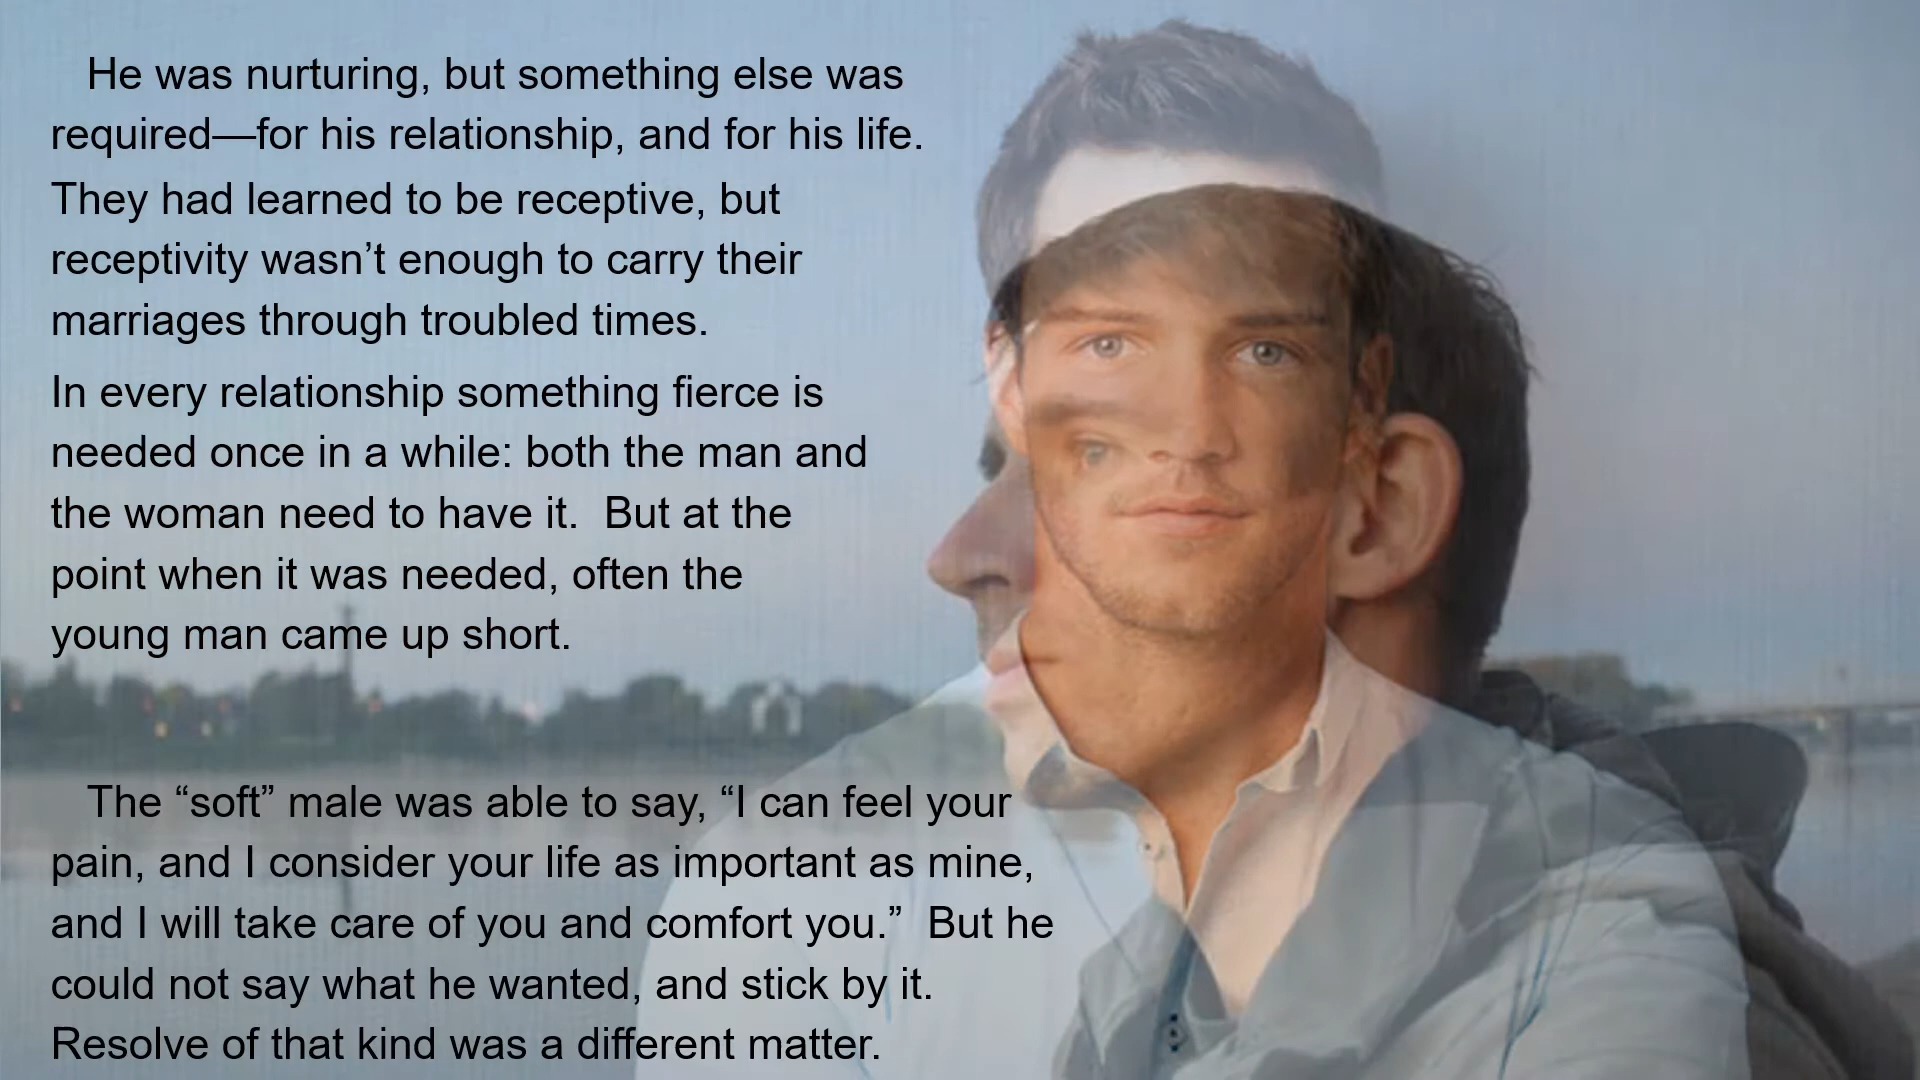 He was nurturing, but something else was
required—for his relationship, and for his life.
They had learned to be receptive, but
receptivity wasn’t enough to carry their
marriages through troubled times.
In every relationship something fierce is
needed once in a while: both the man and
the woman need to have it.  But at the
point when it was needed, often the
young man came up short.
The “soft” male was able to say, “I can feel your
pain, and I consider your life as important as mine,
and I will take care of you and comfort you.”  But he
could not say what he wanted, and stick by it.
Resolve of that kind was a different matter.